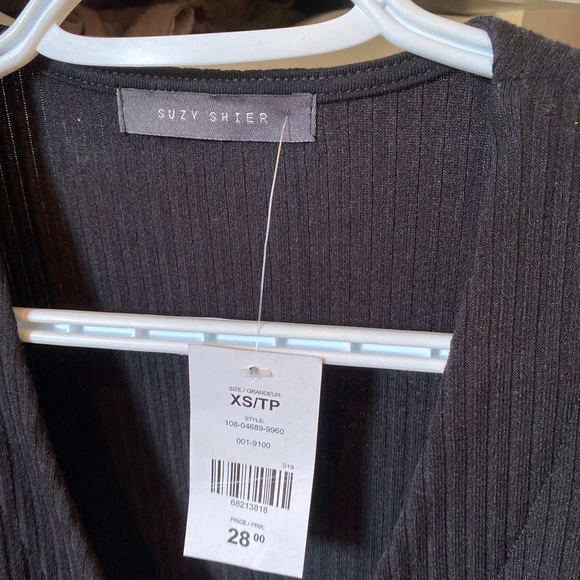 SUZY SHIER
SIZE / GRANDEUR:
XS/TP
STYLE:
108-04689-9960
001-9100
S19
68213818
PRICE / PRIX:
28 00